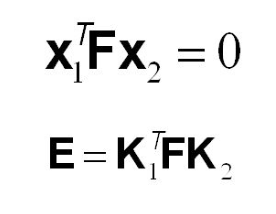 x₁ᵀFx₂ = 0
E = K₁ᵀFK₂